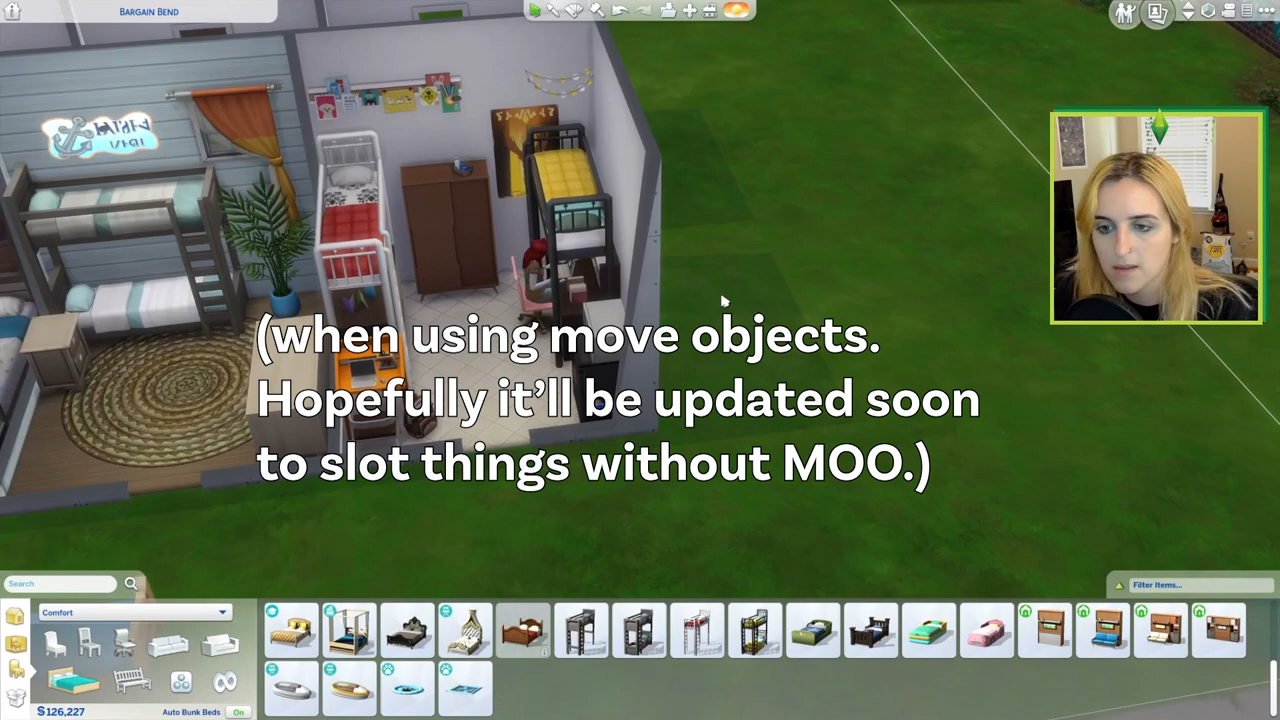 BARGAIN BEND
(when using move objects.
Hopefully it'll be updated soon
to slot things without MOO.)
Search
Filter Items...
Comfort
§126,227
Auto Bunk Beds
On